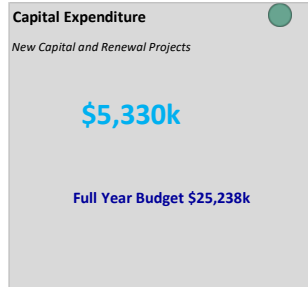 Capital Expenditure
New Capital and Renewal Projects
$5,330k
Full Year Budget $25,238k